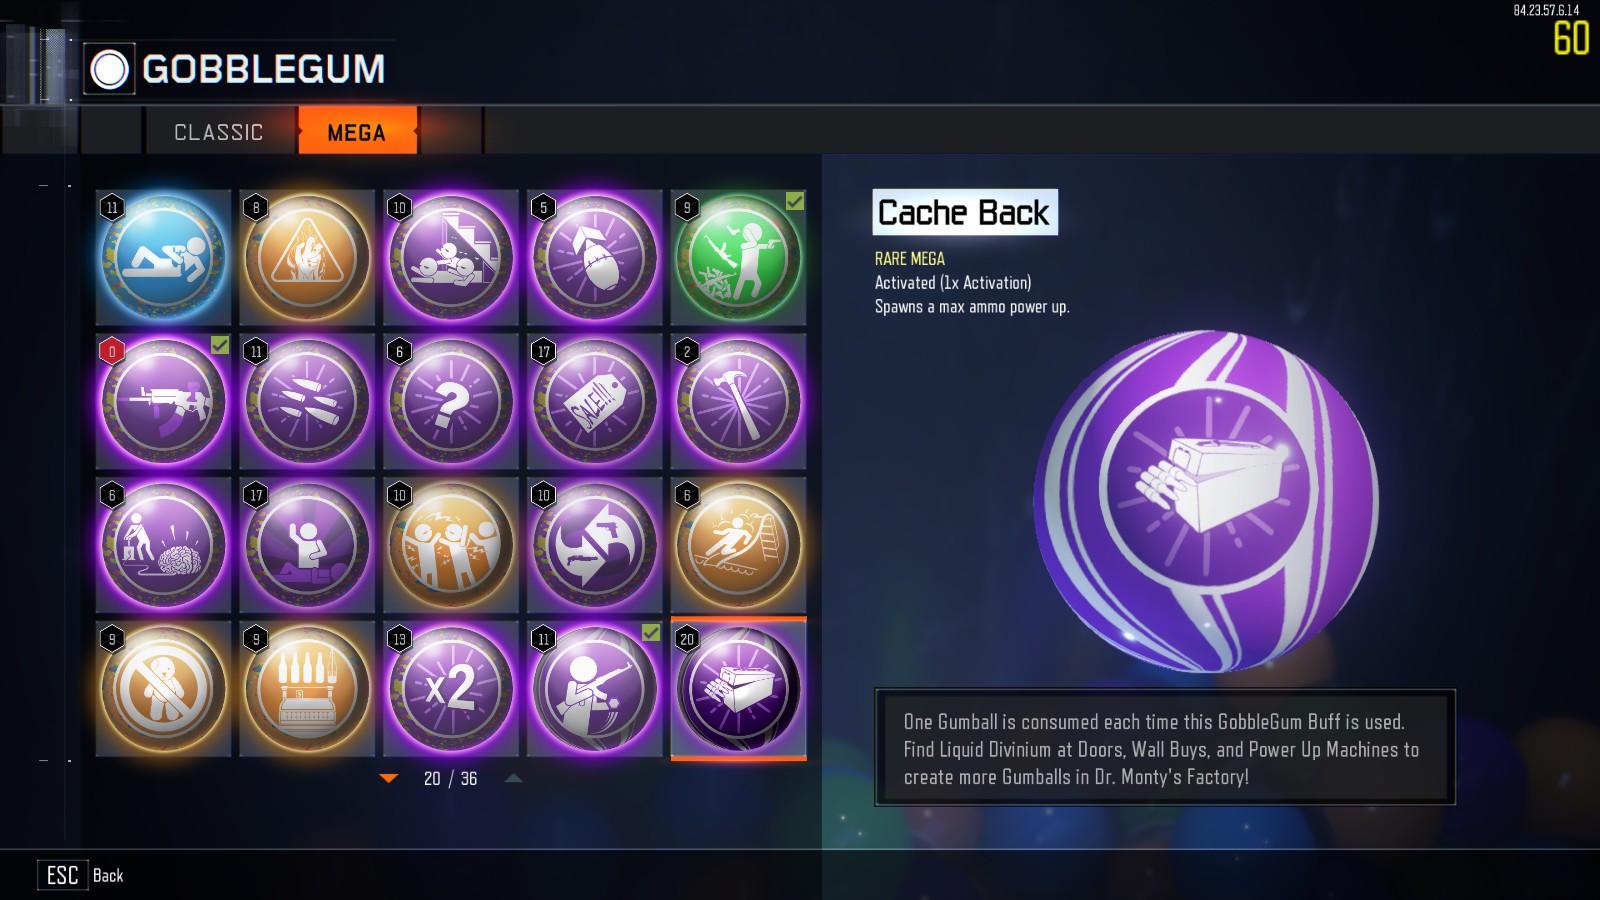 84.23.57.6.14
60
GOBBLEGUM
CLASSIC
MEGA
11
8
10
5
9
0
11
6
17
2
SALE!!!
6
17
10
10
6
9
9
13
11
20
x2
20 / 36
Cache Back
RARE MEGA
Activated (1x Activation)
Spawns a max ammo power up.
One Gumball is consumed each time this GobbleGum Buff is used.
Find Liquid Divinium at Doors, Wall Buys, and Power Up Machines to
create more Gumballs in Dr. Monty's Factory!
ESC Back